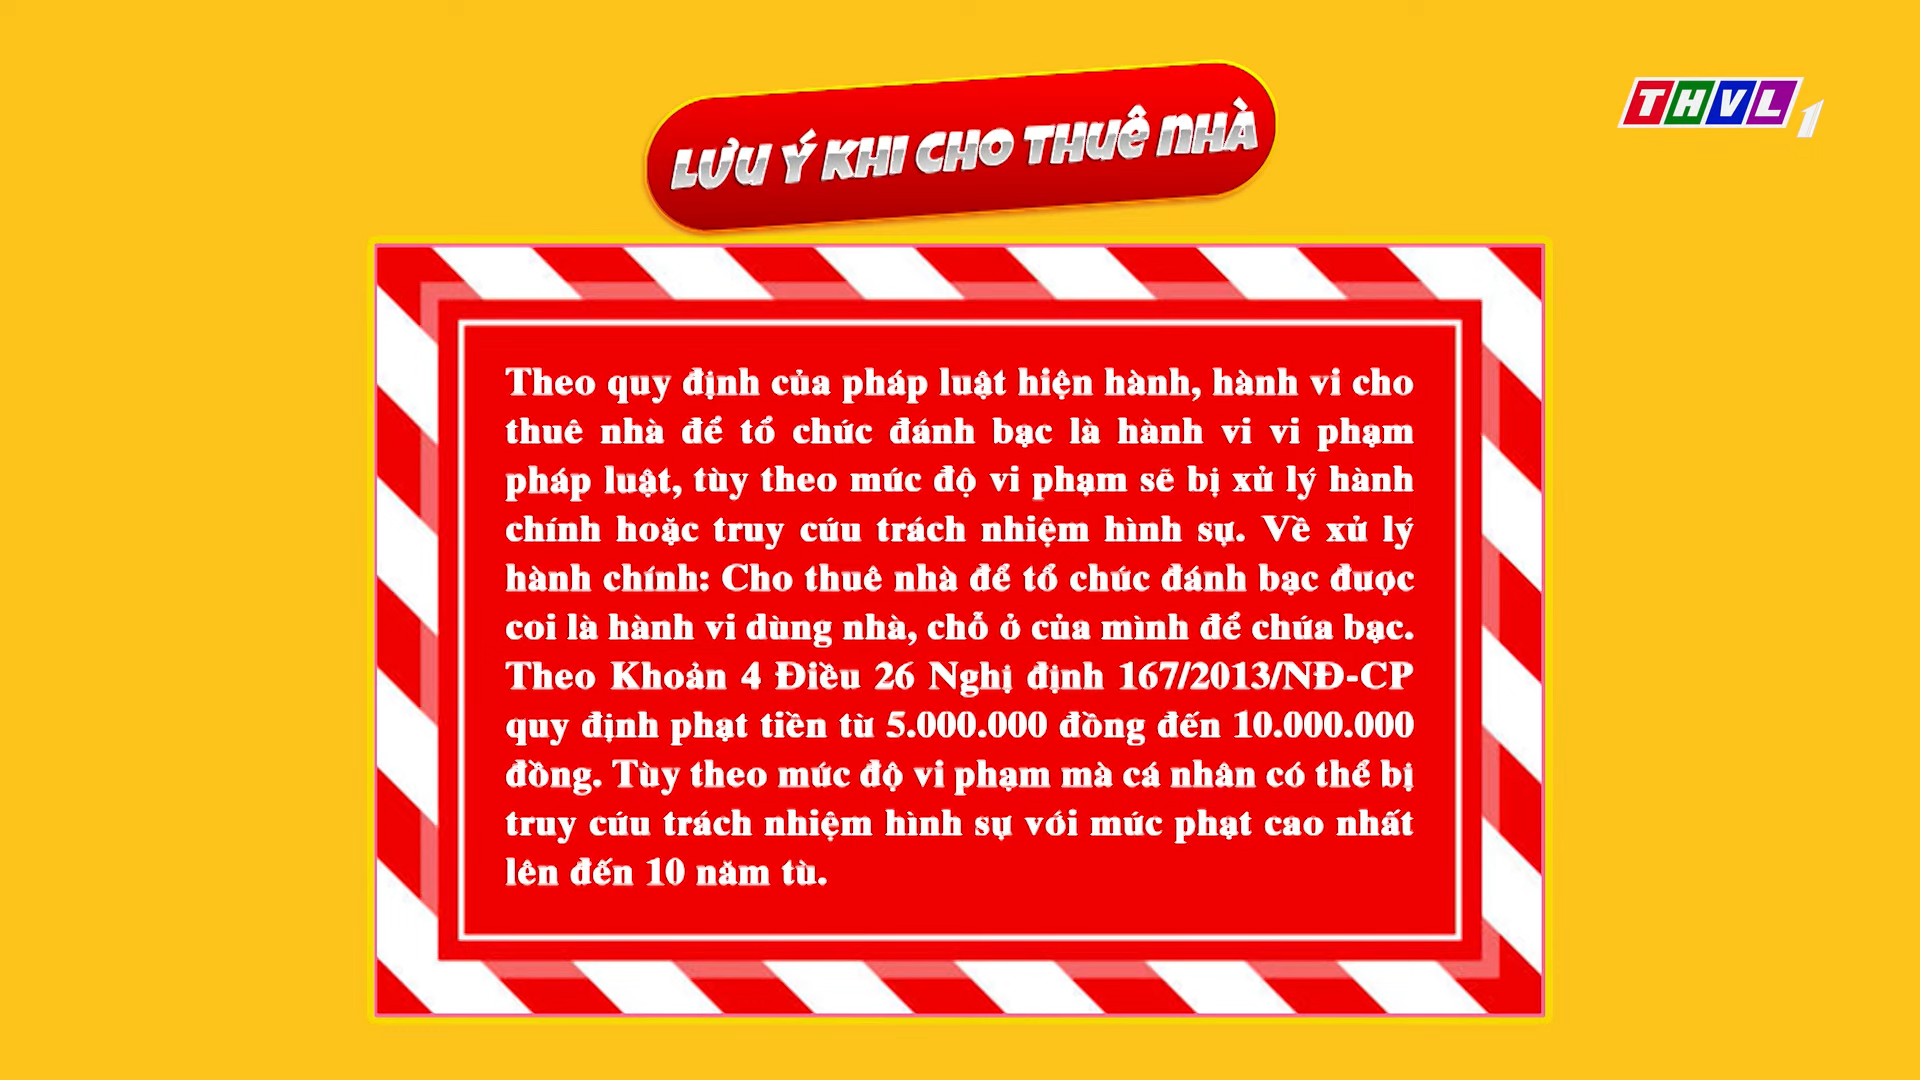 THVL1
LƯU Ý KHI CHO THUÊ NHÀ
Theo quy định của pháp luật hiện hành, hành vi cho
thuê nhà để tổ chức đánh bạc là hành vi vi phạm
pháp luật, tùy theo mức độ vi phạm sẽ bị xử lý hành
chính hoặc truy cứu trách nhiệm hình sự. Về xử lý
hành chính: Cho thuê nhà để tổ chức đánh bạc được
coi là hành vi dùng nhà, chỗ ở của mình để chứa bạc.
Theo Khoản 4 Điều 26 Nghị định 167/2013/NĐ-CP
quy định phạt tiền từ 5.000.000 đồng đến 10.000.000
đồng. Tùy theo mức độ vi phạm mà cá nhân có thể bị
truy cứu trách nhiệm hình sự với mức phạt cao nhất
lên đến 10 năm tù.